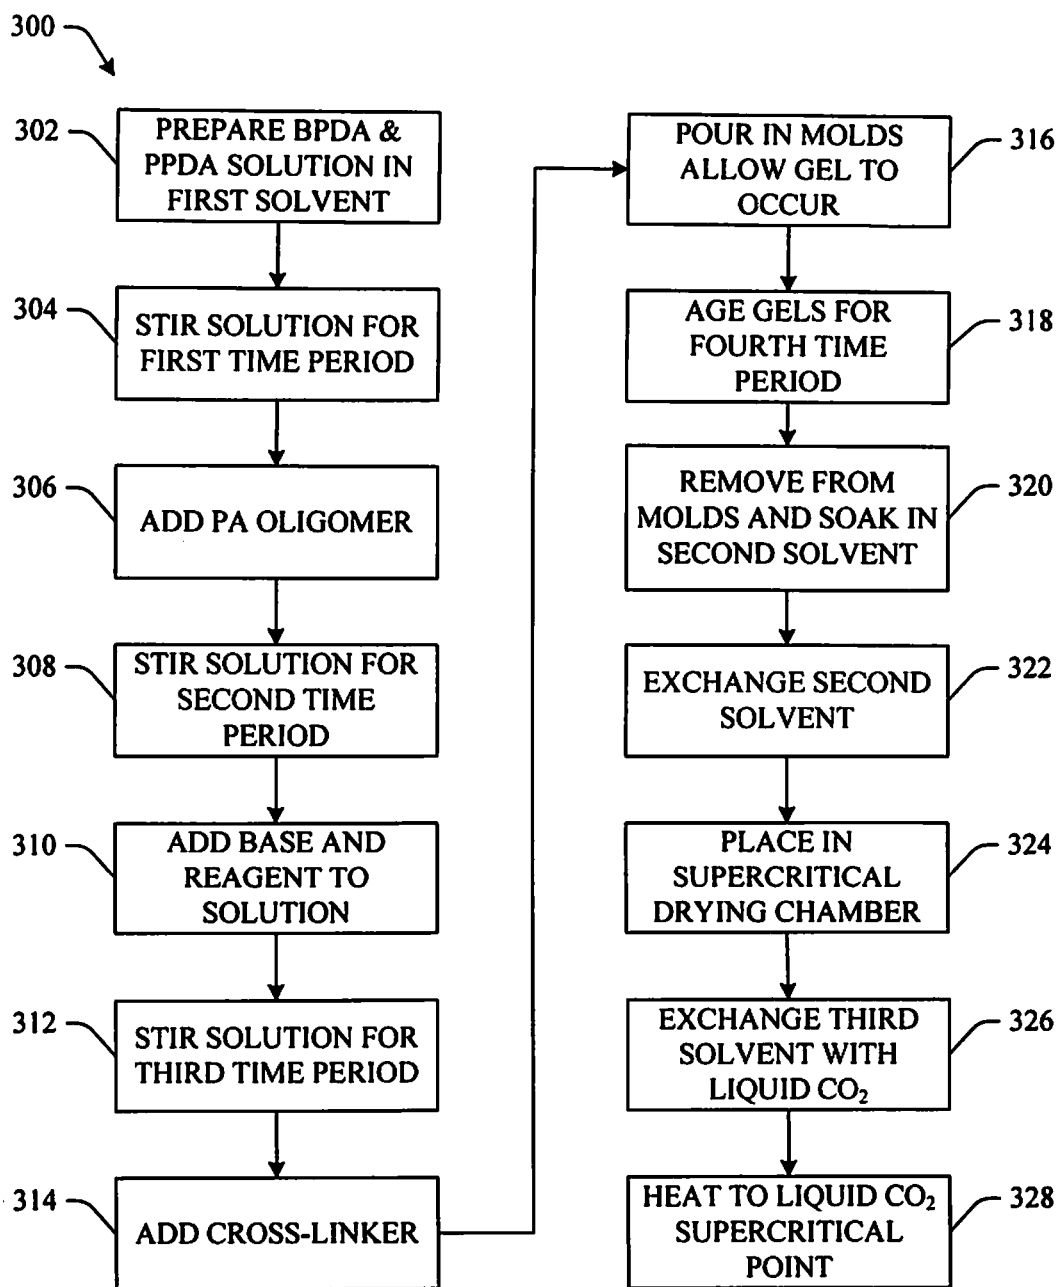 300
302
PREPARE BPDA &
PPDA SOLUTION IN
FIRST SOLVENT
304
STIR SOLUTION FOR
FIRST TIME PERIOD
306
ADD PA OLIGOMER
308
STIR SOLUTION FOR
SECOND TIME
PERIOD
310
ADD BASE AND
REAGENT TO
SOLUTION
312
STIR SOLUTION FOR
THIRD TIME PERIOD
314
ADD CROSS-LINKER
POUR IN MOLDS
ALLOW GEL TO
OCCUR
316
AGE GELS FOR
FOURTH TIME
PERIOD
318
REMOVE FROM
MOLDS AND SOAK IN
SECOND SOLVENT
320
EXCHANGE SECOND
SOLVENT
322
PLACE IN
SUPERCRITICAL
DRYING CHAMBER
324
EXCHANGE THIRD
SOLVENT WITH
LIQUID CO₂
326
HEAT TO LIQUID CO₂
SUPERCRITICAL
POINT
328